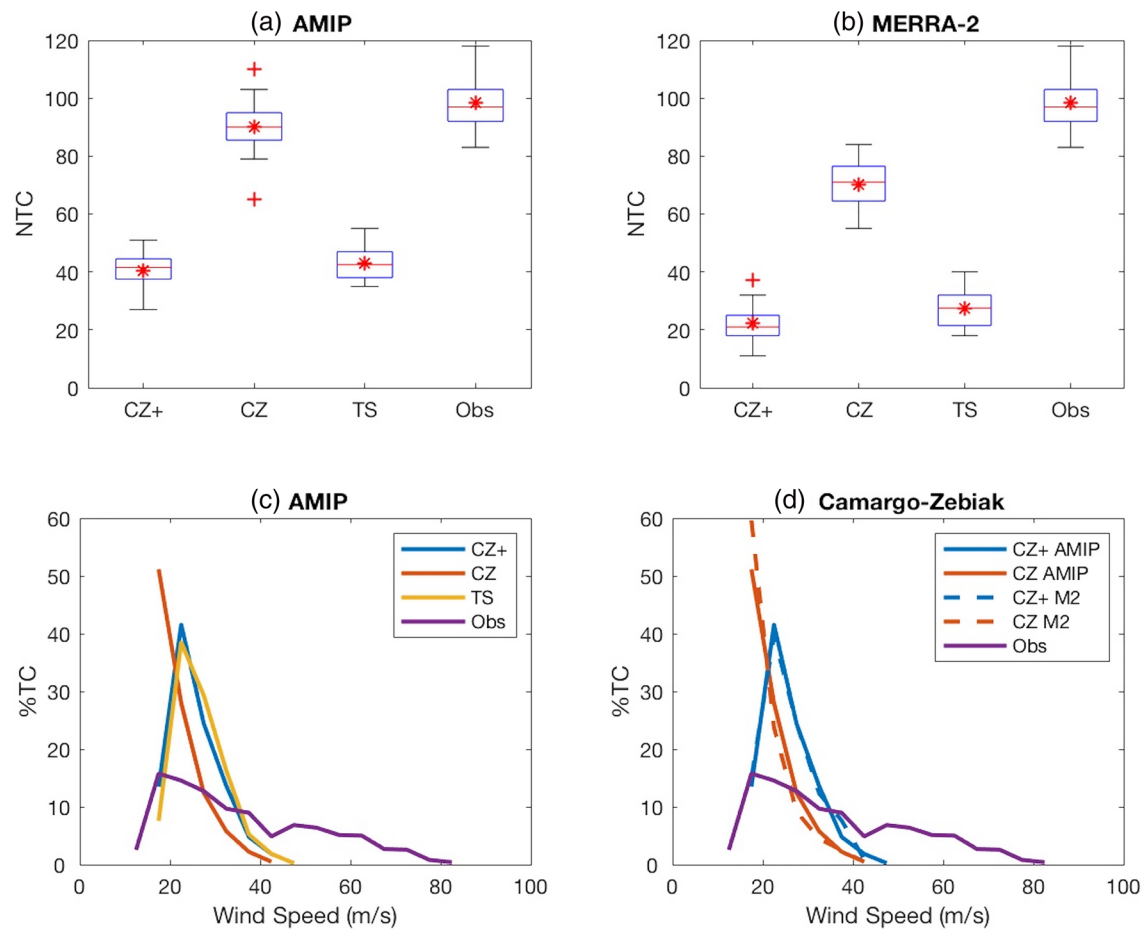 (a) AMIP
(b) MERRA-2
120
100
80
60
40
20
0
NTC
CZ+ CZ TS Obs
120
100
80
60
40
20
0
NTC
CZ+ CZ TS Obs
(c) AMIP
(d) Camargo-Zebiak
60
50
40
30
20
10
0
%TC
CZ+
CZ
TS
Obs
0 20 40 60 80 100
Wind Speed (m/s)
60
50
40
30
20
10
0
%TC
CZ+ AMIP
CZ AMIP
CZ+ M2
CZ M2
Obs
0 20 40 60 80 100
Wind Speed (m/s)